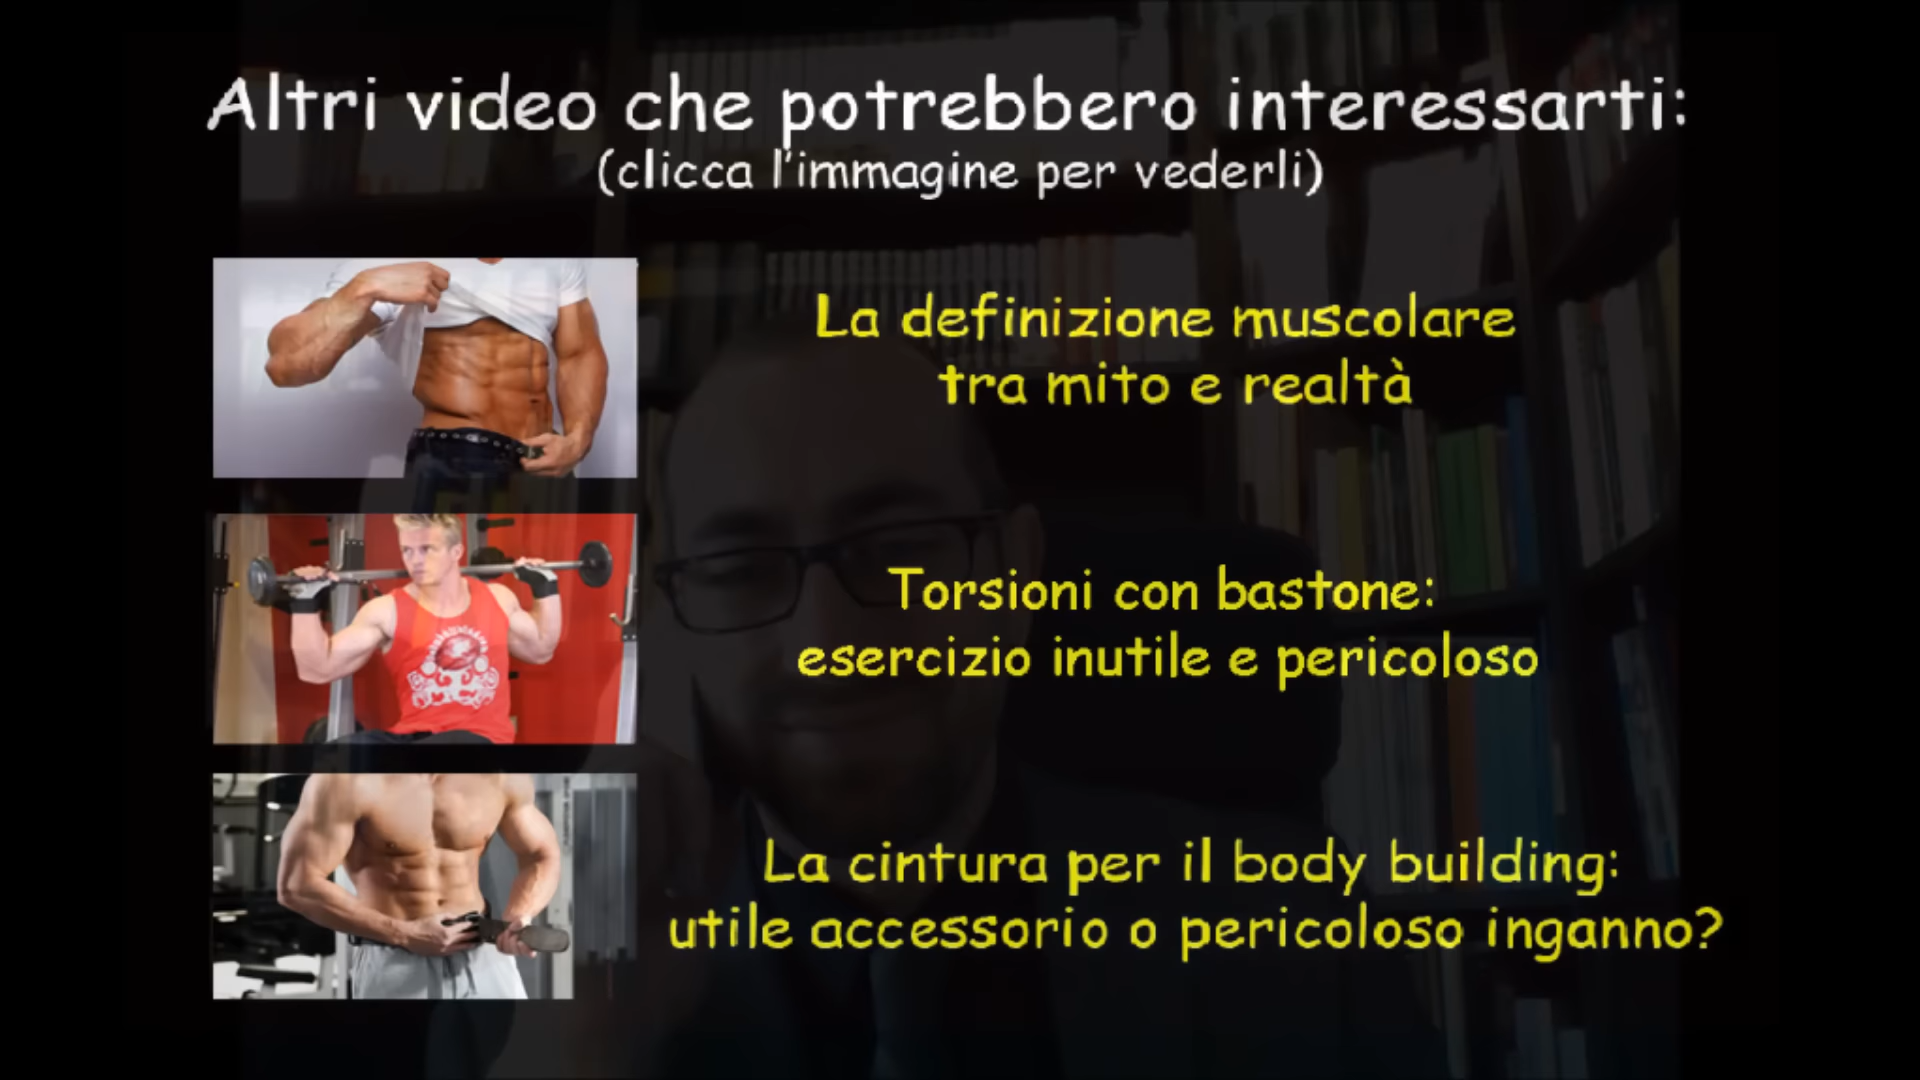 Altri video che potrebbero interessarti:
(clicca l'immagine per vederli)
La definizione muscolare
tra mito e realtà
Torsioni con bastone:
esercizio inutile e pericoloso
La cintura per il body building:
utile accessorio o pericoloso inganno?